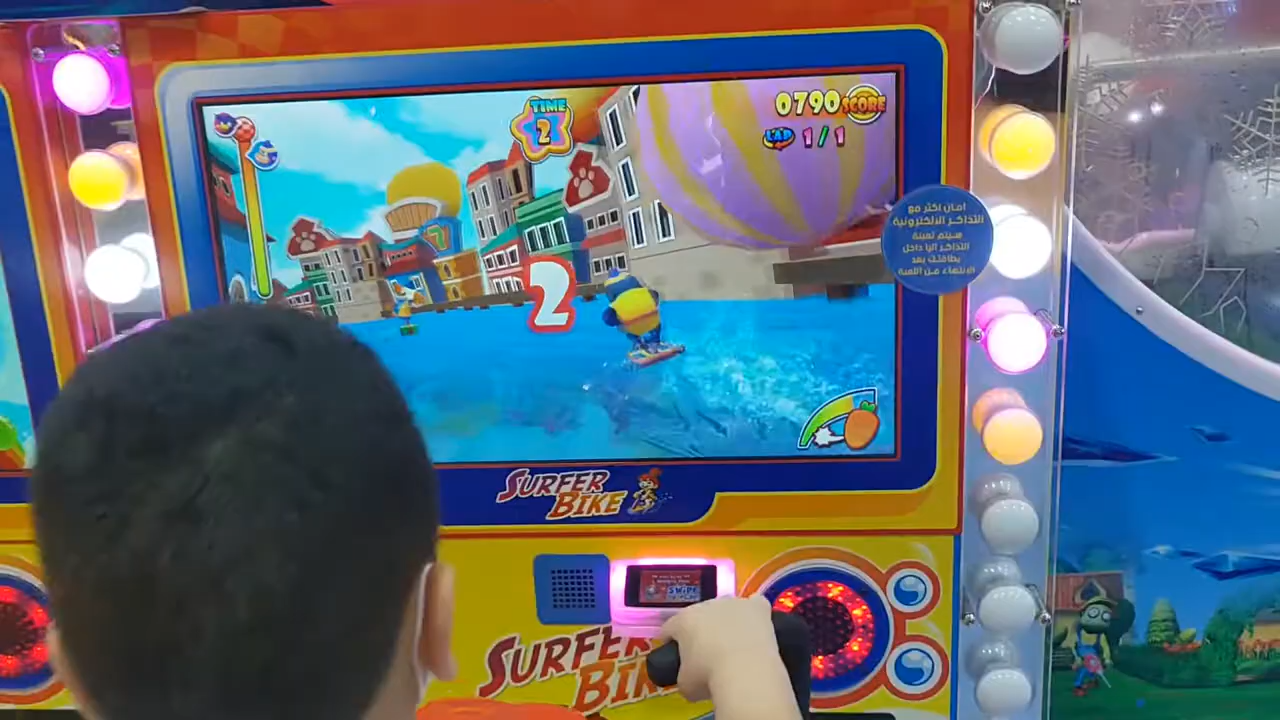 TIME
2
0790 SCORE
LAP 1/1
7
2
امان اكثر مع
التذاكر الالكترونية
سيتم تعبئة
التذاكر اليا داخل
بطاقتك بعد
الانتهاء من اللعبة
SURFER
BIKE
SWIPE
SURFER
BIKE